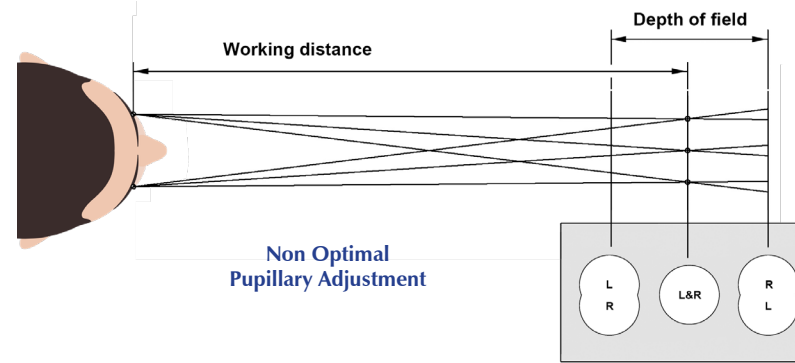 Depth of field
Working distance
Non Optimal
Pupillary Adjustment
L
R
L&R
R
L